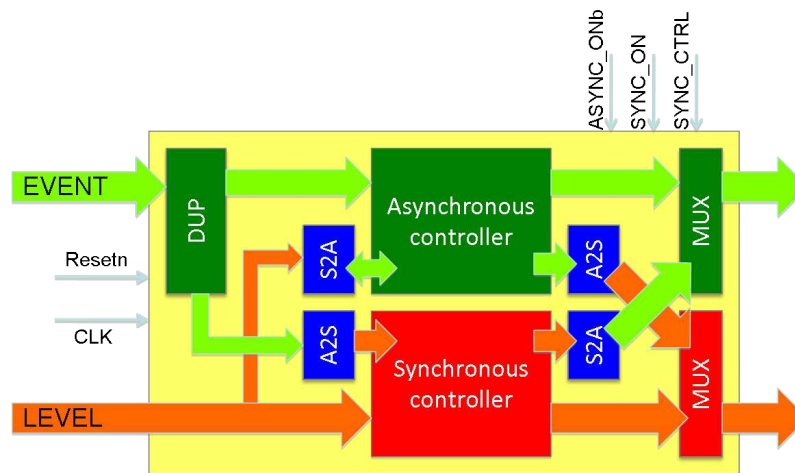 ASYNC_ONb
SYNC_ON
SYNC_CTRL
EVENT
DUP
Asynchronous
controller
MUX
S2A
A2S
Resetn
CLK
A2S
Synchronous
controller
S2A
MUX
LEVEL